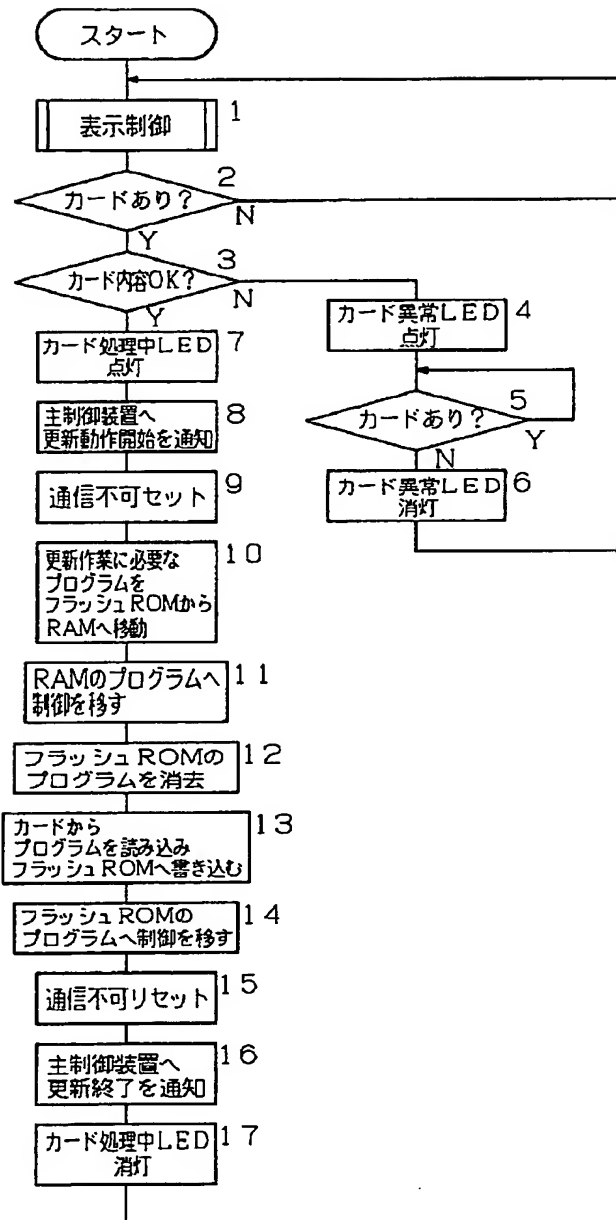 スタート
表示制御
1
カードあり?
2
N
Y
カード内容OK?
3
N
Y
カード異常LED
点灯
4
カードあり?
5
Y
N
カード異常LED
消灯
6
カード処理中LED
点灯
7
主制御装置へ
更新動作開始を通知
8
通信不可セット
9
更新作業に必要な
プログラムを
フラッシュROMから
RAMへ移動
10
RAMのプログラムへ
制御を移す
11
フラッシュROMの
プログラムを消去
12
カードから
プログラムを読み込み
フラッシュROMへ書き込む
13
フラッシュROMの
プログラムへ制御を移す
14
通信不可リセット
15
主制御装置へ
更新終了を通知
16
カード処理中LED
消灯
17